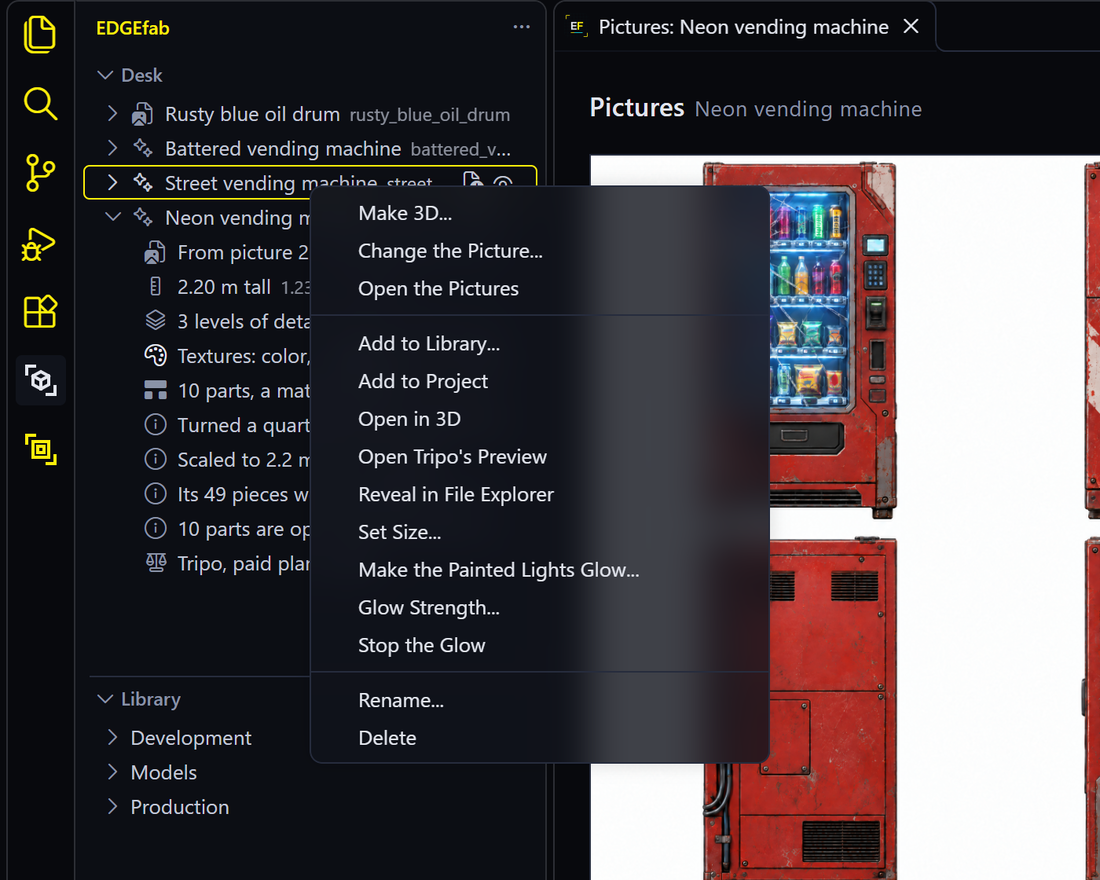 EDGEfab
Desk
Rusty blue oil drum rusty_blue_oil_drum
Battered vending machine battered_v...
Street vending machine street
Neon vending m
From picture 2
2.20 m tall 1.23
3 levels of deta
Textures: color,
10 parts, a mat
Turned a quart
Scaled to 2.2 m
Its 49 pieces w
10 parts are op
Tripo, paid plan
Library
Development
Models
Production
Make 3D...
Change the Picture...
Open the Pictures
Add to Library...
Add to Project
Open in 3D
Open Tripo's Preview
Reveal in File Explorer
Set Size...
Make the Painted Lights Glow...
Glow Strength...
Stop the Glow
Rename...
Delete
EF Pictures: Neon vending machine
Pictures Neon vending machine